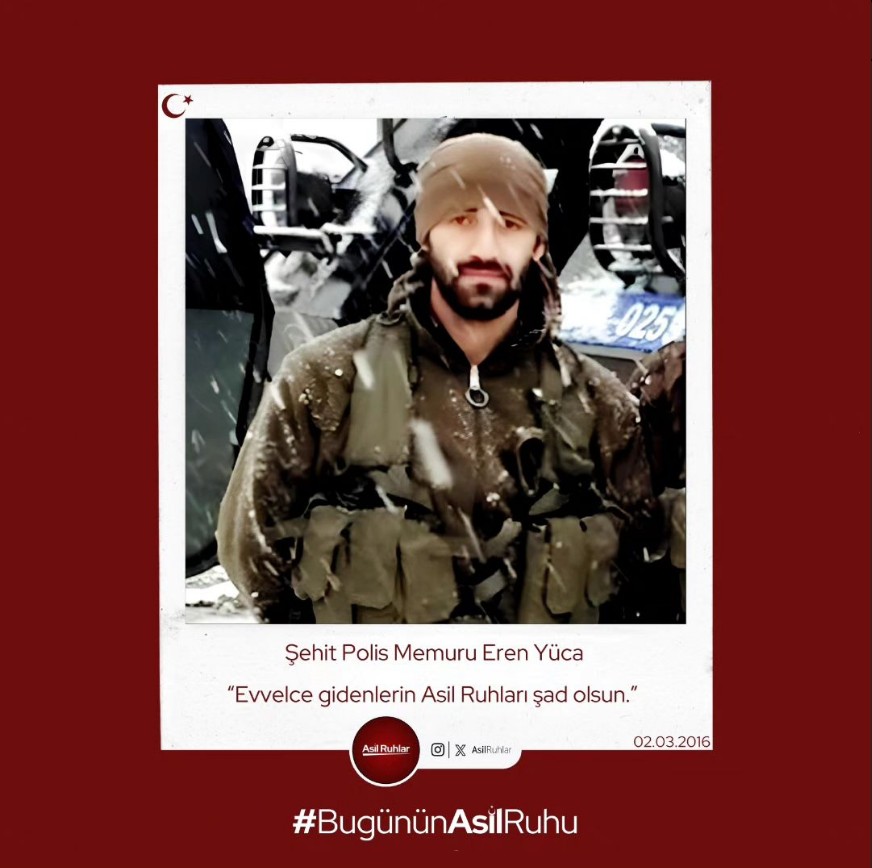 025
Şehit Polis Memuru Eren Yüca
“Evvelce gidenlerin Asil Ruhları şad olsun.”
02.03.2016
Asil Ruhlar
AsilRuhlar
#BugününAsilRuhu